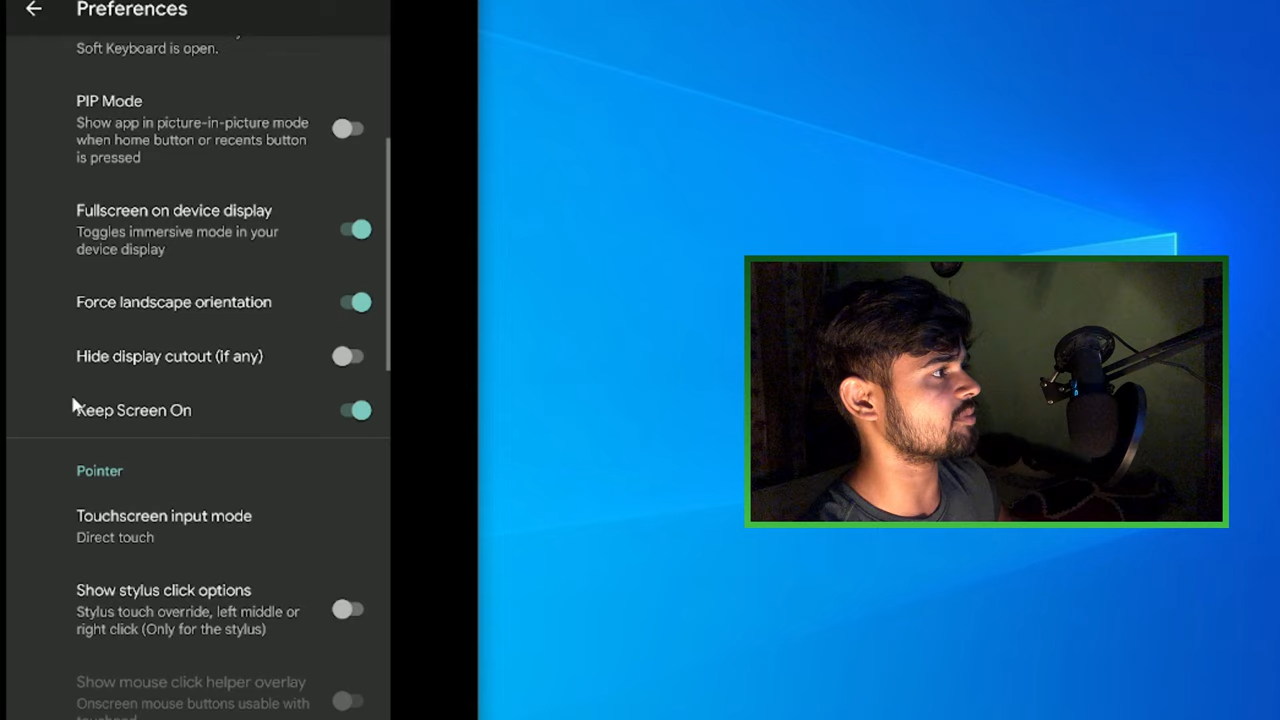 Preferences
Soft Keyboard is open.
PIP Mode
Show app in picture-in-picture mode
when home button or recents button
is pressed
Fullscreen on device display
Toggles immersive mode in your
device display
Force landscape orientation
Hide display cutout (if any)
Keep Screen On
Pointer
Touchscreen input mode
Direct touch
Show stylus click options
Stylus touch override, left middle or
right click (Only for the stylus)
Show mouse click helper overlay
Onscreen mouse buttons usable with